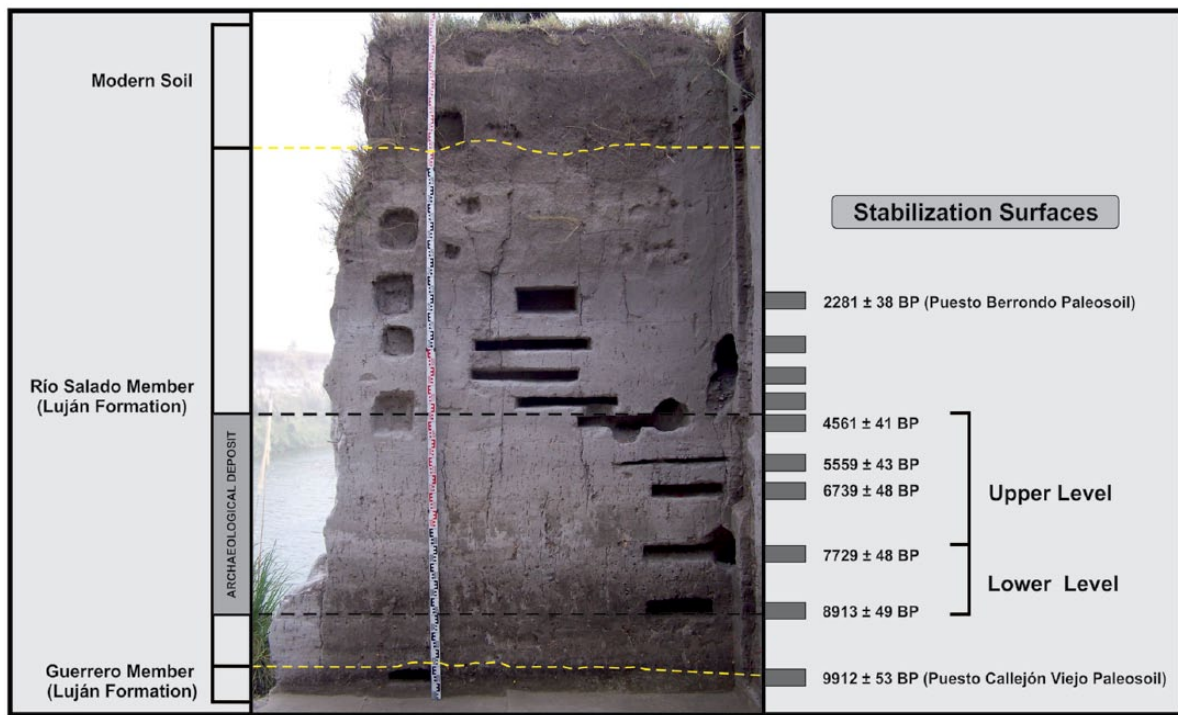 Modern Soil
Río Salado Member
(Luján Formation)
ARCHAEOLOGICAL DEPOSIT
Guerrero Member
(Luján Formation)
Stabilization Surfaces
2281 ± 38 BP (Puesto Berrondo Paleosoil)
4561 ± 41 BP
5559 ± 43 BP
6739 ± 48 BP
7729 ± 48 BP
8913 ± 49 BP
9912 ± 53 BP (Puesto Callejón Viejo Paleosoil)
Upper Level
Lower Level